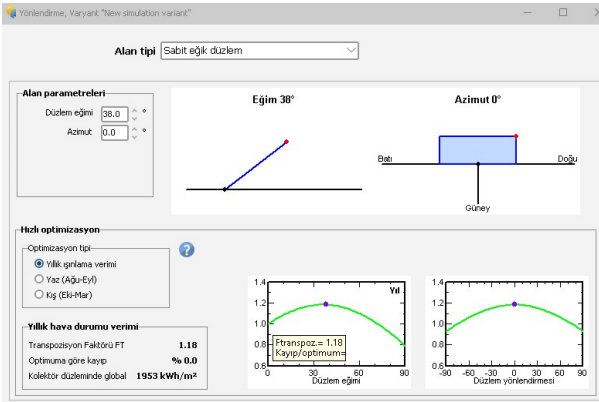 Yönlendirme, Varyant "New simulation variant"
Alan tipi Sabit eğik düzlem
Alan parametreleri
Düzlem eğimi 38.0 °
Azimut 0.0 °
Eğim 38°
Azimut 0°
Batı
Doğu
Güney
Hızlı optimizasyon
Optimizasyon tipi
Yıllık ışınlama verimi
Yaz (Ağu-Eyl)
Kış (Eki-Mar)
?
Yıllık hava durumu verimi
Transpozisyon Faktörü FT 1.18
Optimuma göre kayıp % 0.0
Kolektör düzleminde global 1953 kWh/m²
Yıl
1.4
1.2
1.0
0.8
0.6
Ftranspoz.= 1.18
Kayıp/optimum=
0 30 60 90
Düzlem eğimi
1.4
1.2
1.0
0.8
0.6
-90 -60 -30 0 30 60 90
Düzlem yönlendirmesi